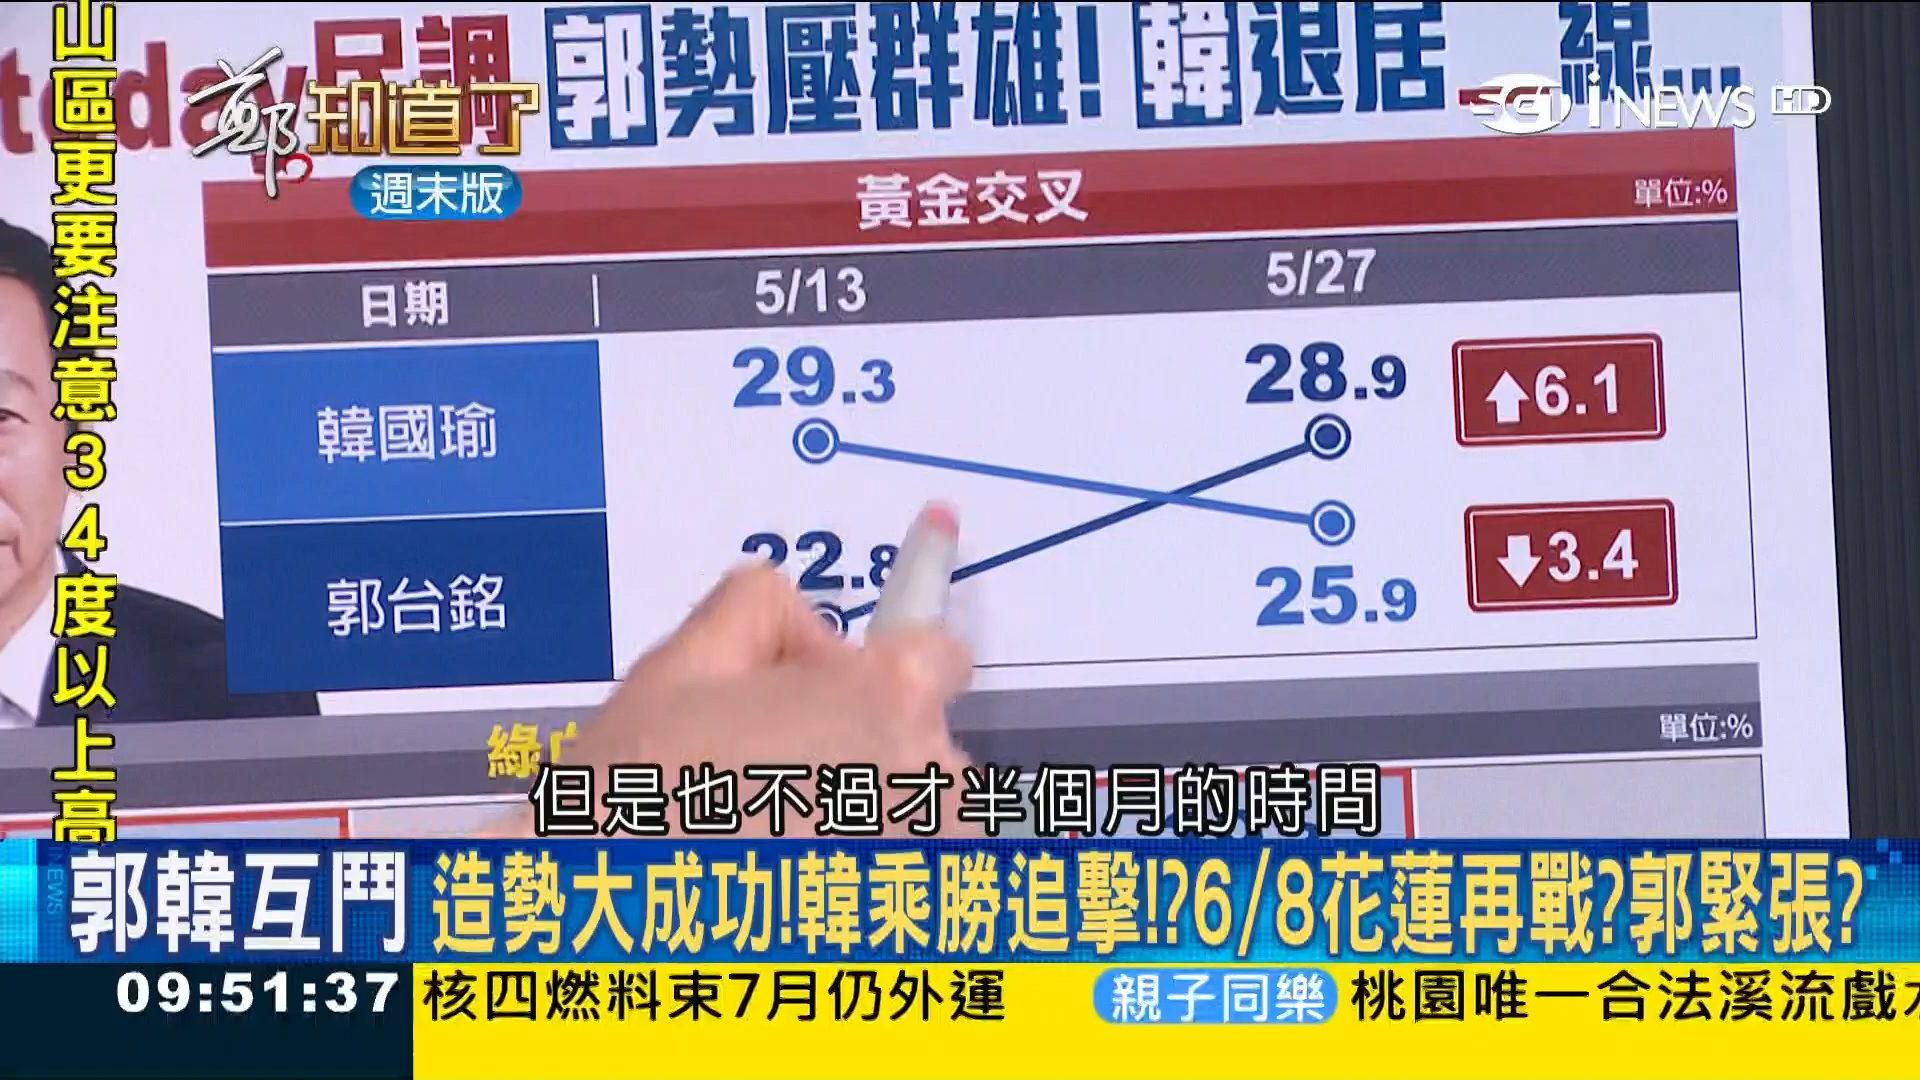 山區更要注意34度以上高
today民調 郭勢壓群雄!韓退居二線...
鄭知道了
週末版
SET iNEWS HD
黃金交叉
單位:%
日期 5/13 5/27
韓國瑜 29.3 28.9 ↑6.1
郭台銘 22.8 25.9 ↓3.4
綠
單位:%
但是也不過才半個月的時間
NEWS
郭韓互鬥 造勢大成功!韓乘勝追擊!?6/8花蓮再戰?郭緊張?
09:51:37 核四燃料束7月仍外運 親子同樂 桃園唯一合法溪流戲水